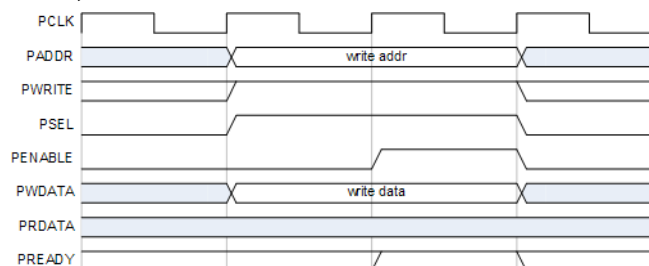 PCLK
PADDR write addr
PWRITE
PSEL
PENABLE
PWDATA write data
PRDATA
PREADY